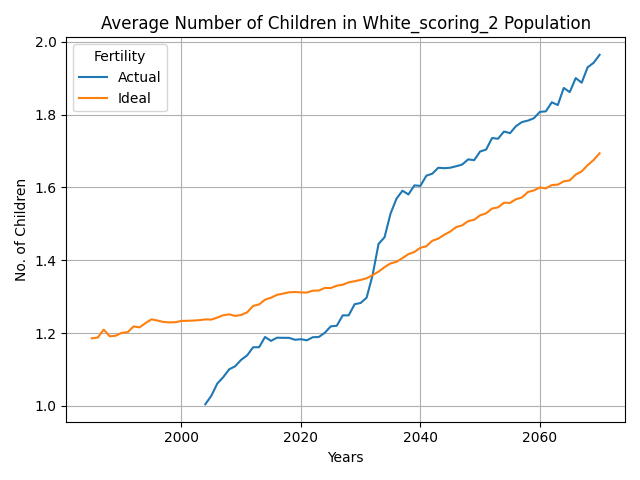 Average Number of Children in White_scoring_2 Population
Fertility
Actual
Ideal
No. of Children
2.0
1.8
1.6
1.4
1.2
1.0
2000 2020 2040 2060
Years